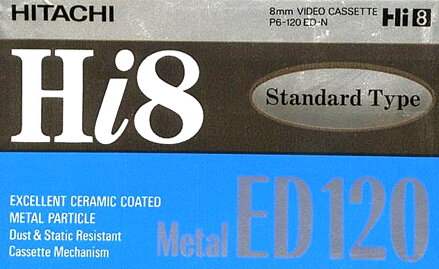 HITACHI
8mm VIDEO CASSETTE
P6-120 ED-N
Hi8
Hi8
Standard Type
EXCELLENT CERAMIC COATED
METAL PARTICLE
Dust & Static Resistant
Cassette Mechanism
Metal ED120